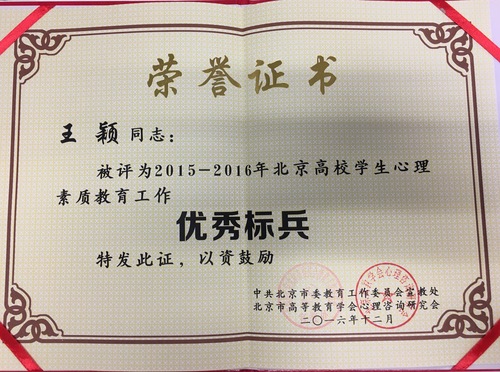 荣誉证书
王颖同志：
被评为2015－2016年北京高校学生心理
素质教育工作
优秀标兵
特发此证，以资鼓励
中共北京市委教育工作委员会宣教处
北京市高等教育学会心理咨询研究会
二〇一六年十二月